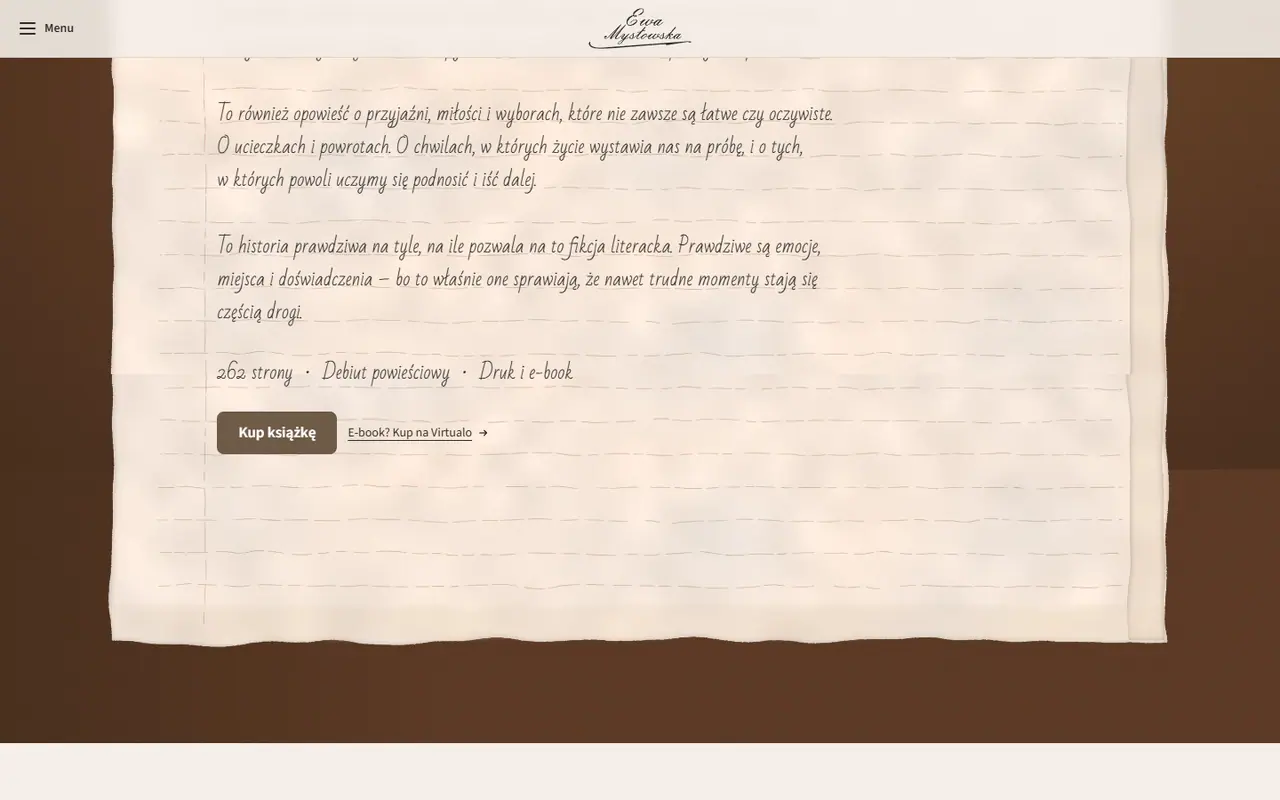 Menu
Ewa
Mysłowska
To również opowieść o przyjaźni, miłości i wyborach, które nie zawsze są łatwe czy oczywiste.
O ucieczkach i powrotach. O chwilach, w których życie wystawia nas na próbę, i o tych,
w których powoli uczymy się podnosić i iść dalej.
To historia prawdziwa na tyle, na ile pozwala na to fikcja literacka. Prawdziwe są emocje,
miejsca i doświadczenia – bo to właśnie one sprawiają, że nawet trudne momenty stają się
częścią drogi.
262 strony · Debiut powieściowy · Druk i e-book
Kup książkę
E-book? Kup na Virtualo →